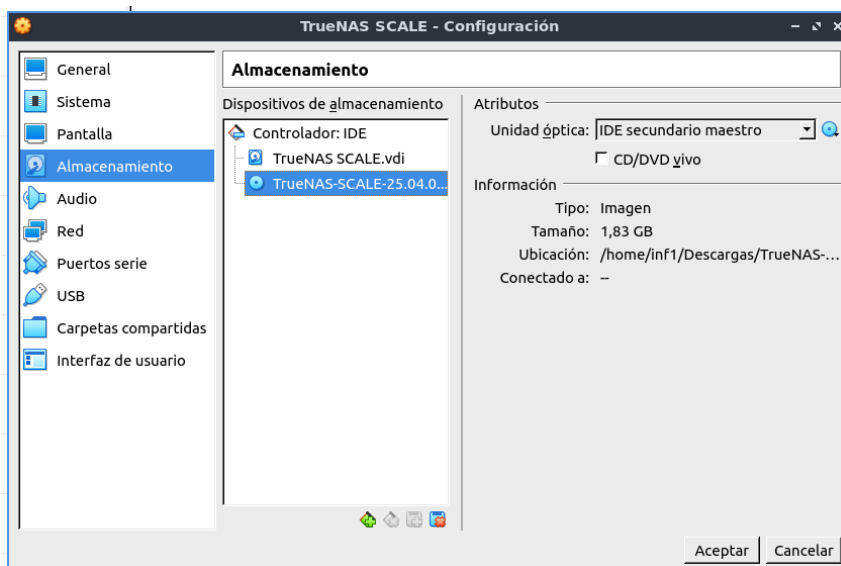 TrueNAS SCALE - Configuración
General
Sistema
Pantalla
Almacenamiento
Audio
Red
Puertos serie
USB
Carpetas compartidas
Interfaz de usuario
Almacenamiento
Dispositivos de almacenamiento
Controlador: IDE
TrueNAS SCALE.vdi
TrueNAS-SCALE-25.04.0...
Atributos
Unidad óptica: IDE secundario maestro
CD/DVD vivo
Información
Tipo: Imagen
Tamaño: 1,83 GB
Ubicación: /home/inf1/Descargas/TrueNAS-...
Conectado a: --
Aceptar Cancelar